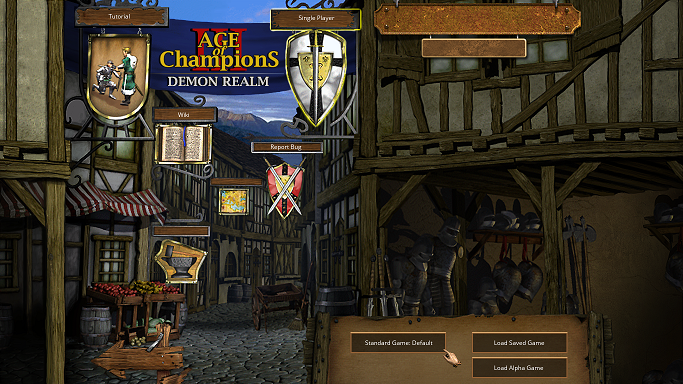 Tutorial
Single Player
II
AGE
of
ChampionS
DEMON REALM
Wiki
Report Bug
Standard Game: Default
Load Saved Game
Load Alpha Game